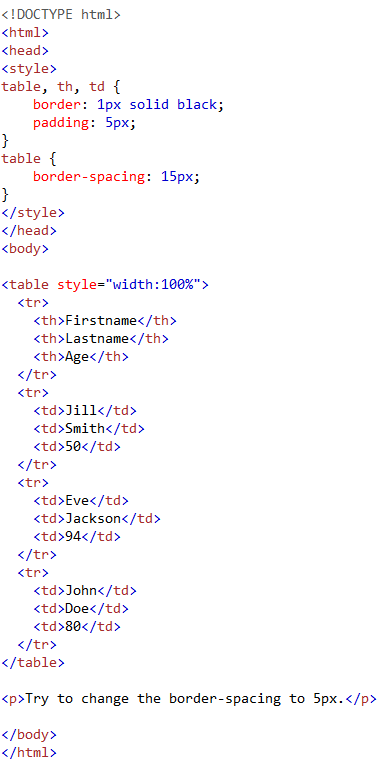 <!DOCTYPE html>
<html>
<head>
<style>
table, th, td {
    border: 1px solid black;
    padding: 5px;
}
table {
    border-spacing: 15px;
}
</style>
</head>
<body>

<table style="width:100%">
  <tr>
    <th>Firstname</th>
    <th>Lastname</th>
    <th>Age</th>
  </tr>
  <tr>
    <td>Jill</td>
    <td>Smith</td>
    <td>50</td>
  </tr>
  <tr>
    <td>Eve</td>
    <td>Jackson</td>
    <td>94</td>
  </tr>
  <tr>
    <td>John</td>
    <td>Doe</td>
    <td>80</td>
  </tr>
</table>

<p>Try to change the border-spacing to 5px.</p>

</body>
</html>